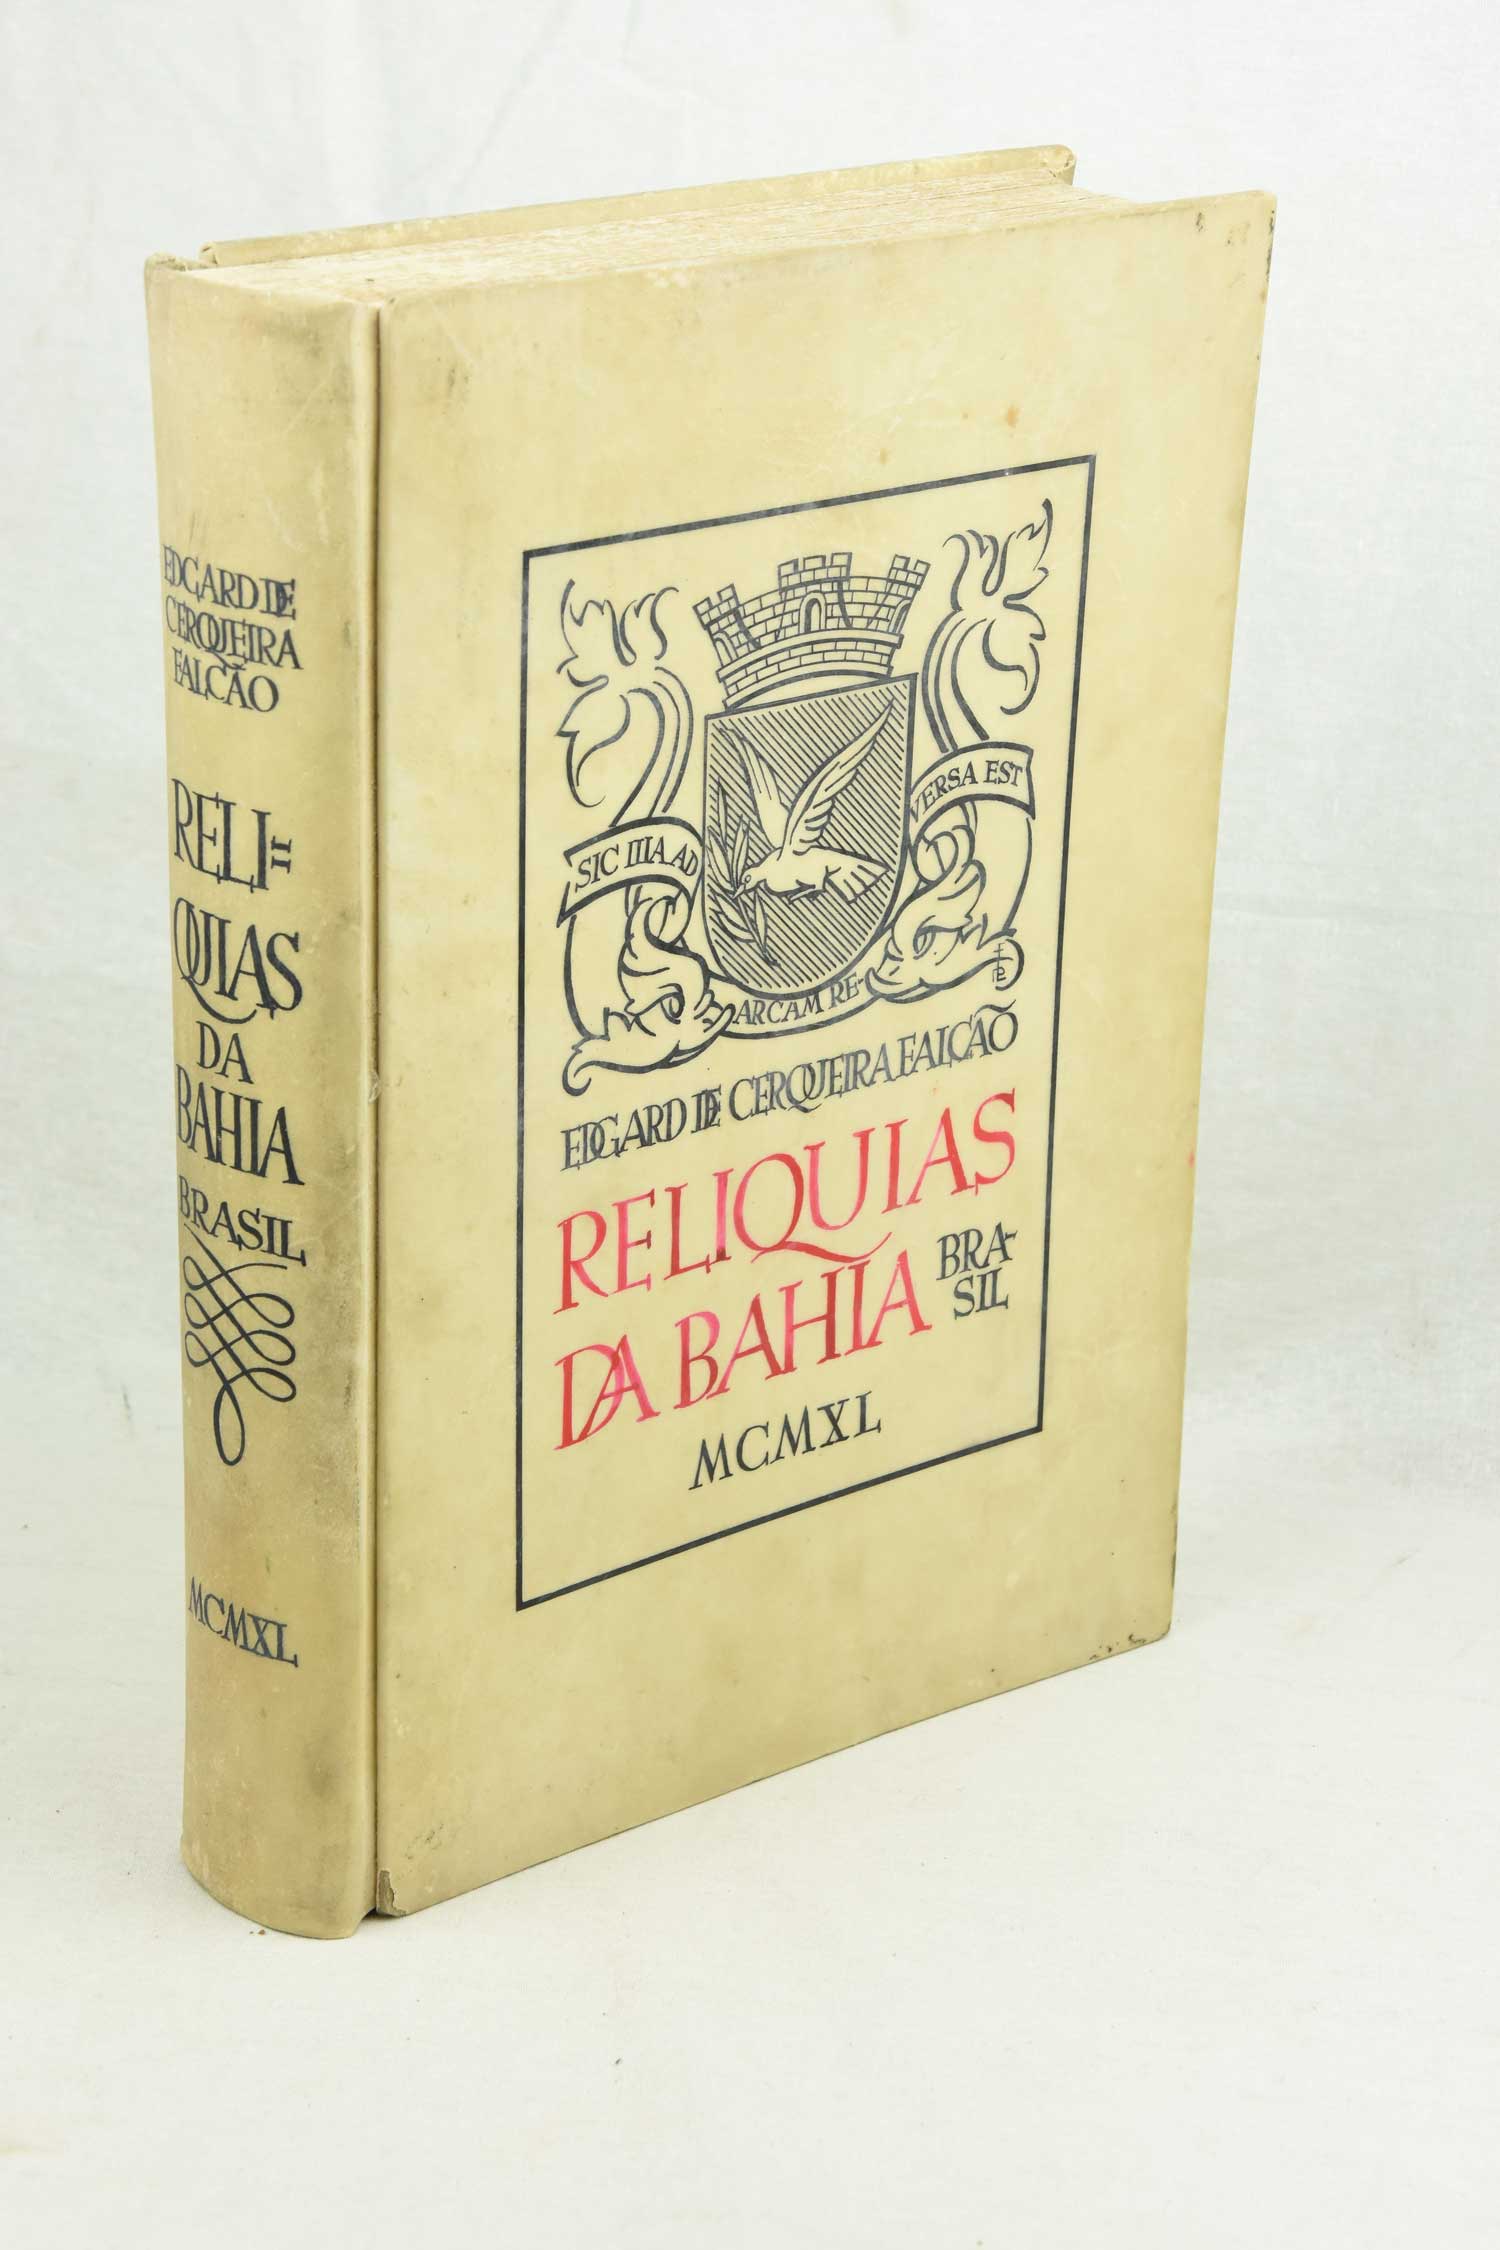 EDGARD DE
CERQUEIRA
FALCÃO
RELI=
QUIAS
DA
BAHIA
BRASIL
MCMXL
SIC ILLA AD
ARCAM RE-
VERSA EST
EDGARD DE CERQUEIRA FALCÃO
RELIQUIAS
DA BAHIA
BRA-
SIL
MCMXL